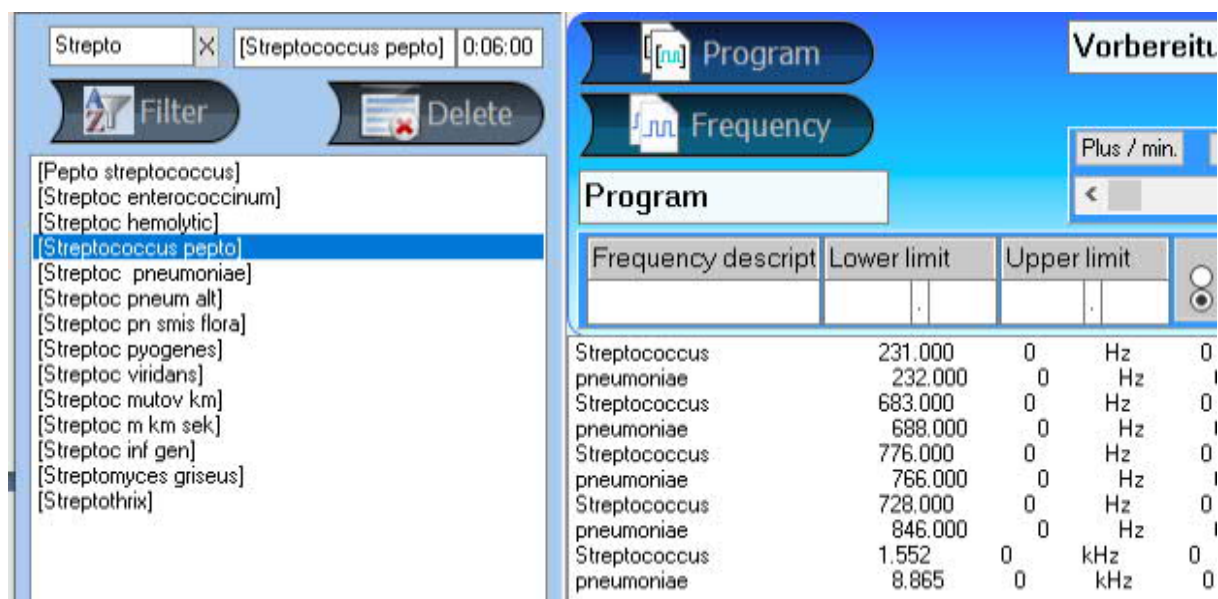 Strepto
[Streptococcus pepto]
0:06:00
Filter
Delete
[Pepto streptococcus]
[Streptoc enterococcinum]
[Streptoc hemolytic]
[Streptococcus pepto]
[Streptoc  pneumoniae]
[Streptoc pneum alt]
[Streptoc pn smis flora]
[Streptoc pyogenes]
[Streptoc viridans]
[Streptoc mutov km]
[Streptoc m km sek]
[Streptoc inf gen]
[Streptomyces griseus]
[Streptothrix]
Program
Frequency
Vorbereitu
Plus / min.
Program
Frequency descript Lower limit Upper limit
. .
Streptococcus 231.000 0 Hz 0
pneumoniae 232.000 0 Hz
Streptococcus 683.000 0 Hz 0
pneumoniae 688.000 0 Hz
Streptococcus 776.000 0 Hz 0
pneumoniae 766.000 0 Hz
Streptococcus 728.000 0 Hz 0
pneumoniae 846.000 0 Hz
Streptococcus 1.552 0 kHz 0
pneumoniae 8.865 0 kHz 0